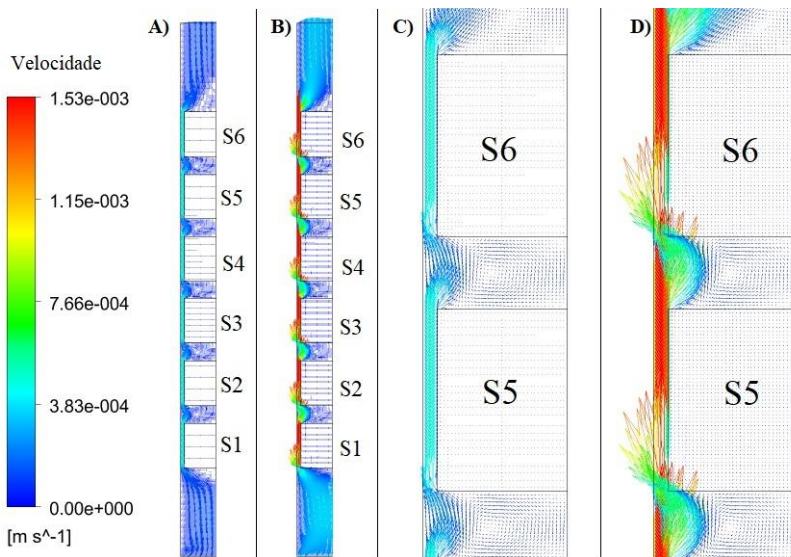 Velocidade
1.53e-003
1.15e-003
7.66e-004
3.83e-004
0.00e+000
[m s^-1]
A)
S6
S5
S4
S3
S2
S1
B)
S6
S5
S4
S3
S2
S1
C)
S6
S5
D)
S6
S5